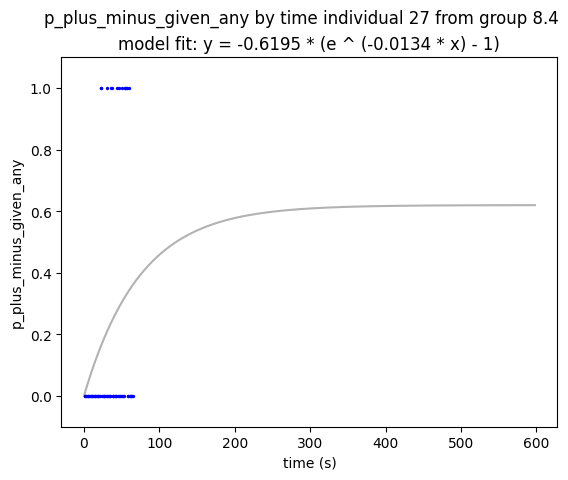 p_plus_minus_given_any by time individual 27 from group 8.4
model fit: y = -0.6195 * (e ^ (-0.0134 * x) - 1)
p_plus_minus_given_any
1.0
0.8
0.6
0.4
0.2
0.0
0 100 200 300 400 500 600
time (s)